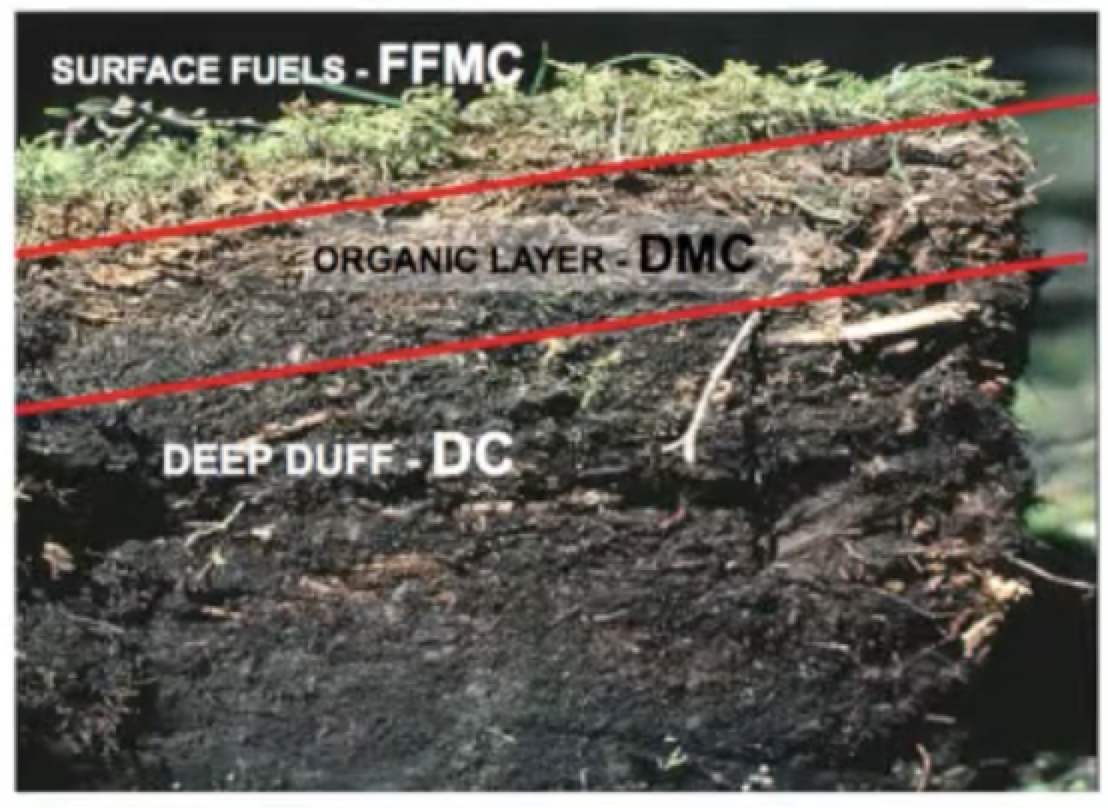 SURFACE FUELS - FFMC
ORGANIC LAYER - DMC
DEEP DUFF - DC